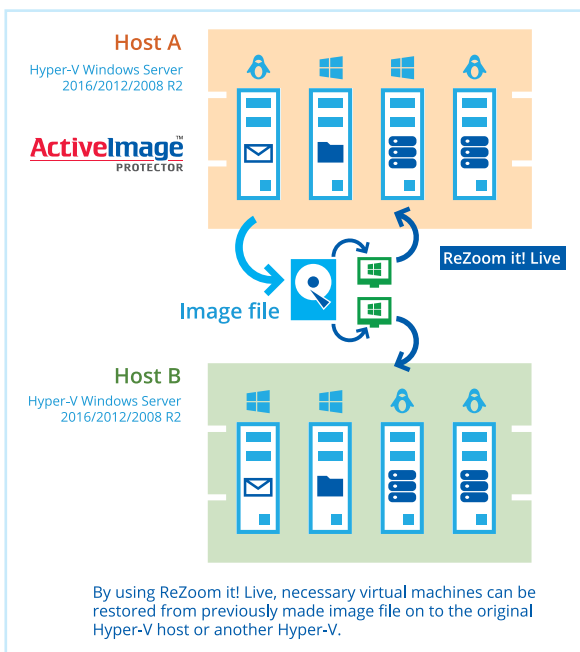 Host A
Hyper-V Windows Server
2016/2012/2008 R2
ActiveImage™
PROTECTOR
ReZoom it! Live
Image file
Host B
Hyper-V Windows Server
2016/2012/2008 R2
By using ReZoom it! Live, necessary virtual machines can be
restored from previously made image file on to the original
Hyper-V host or another Hyper-V.